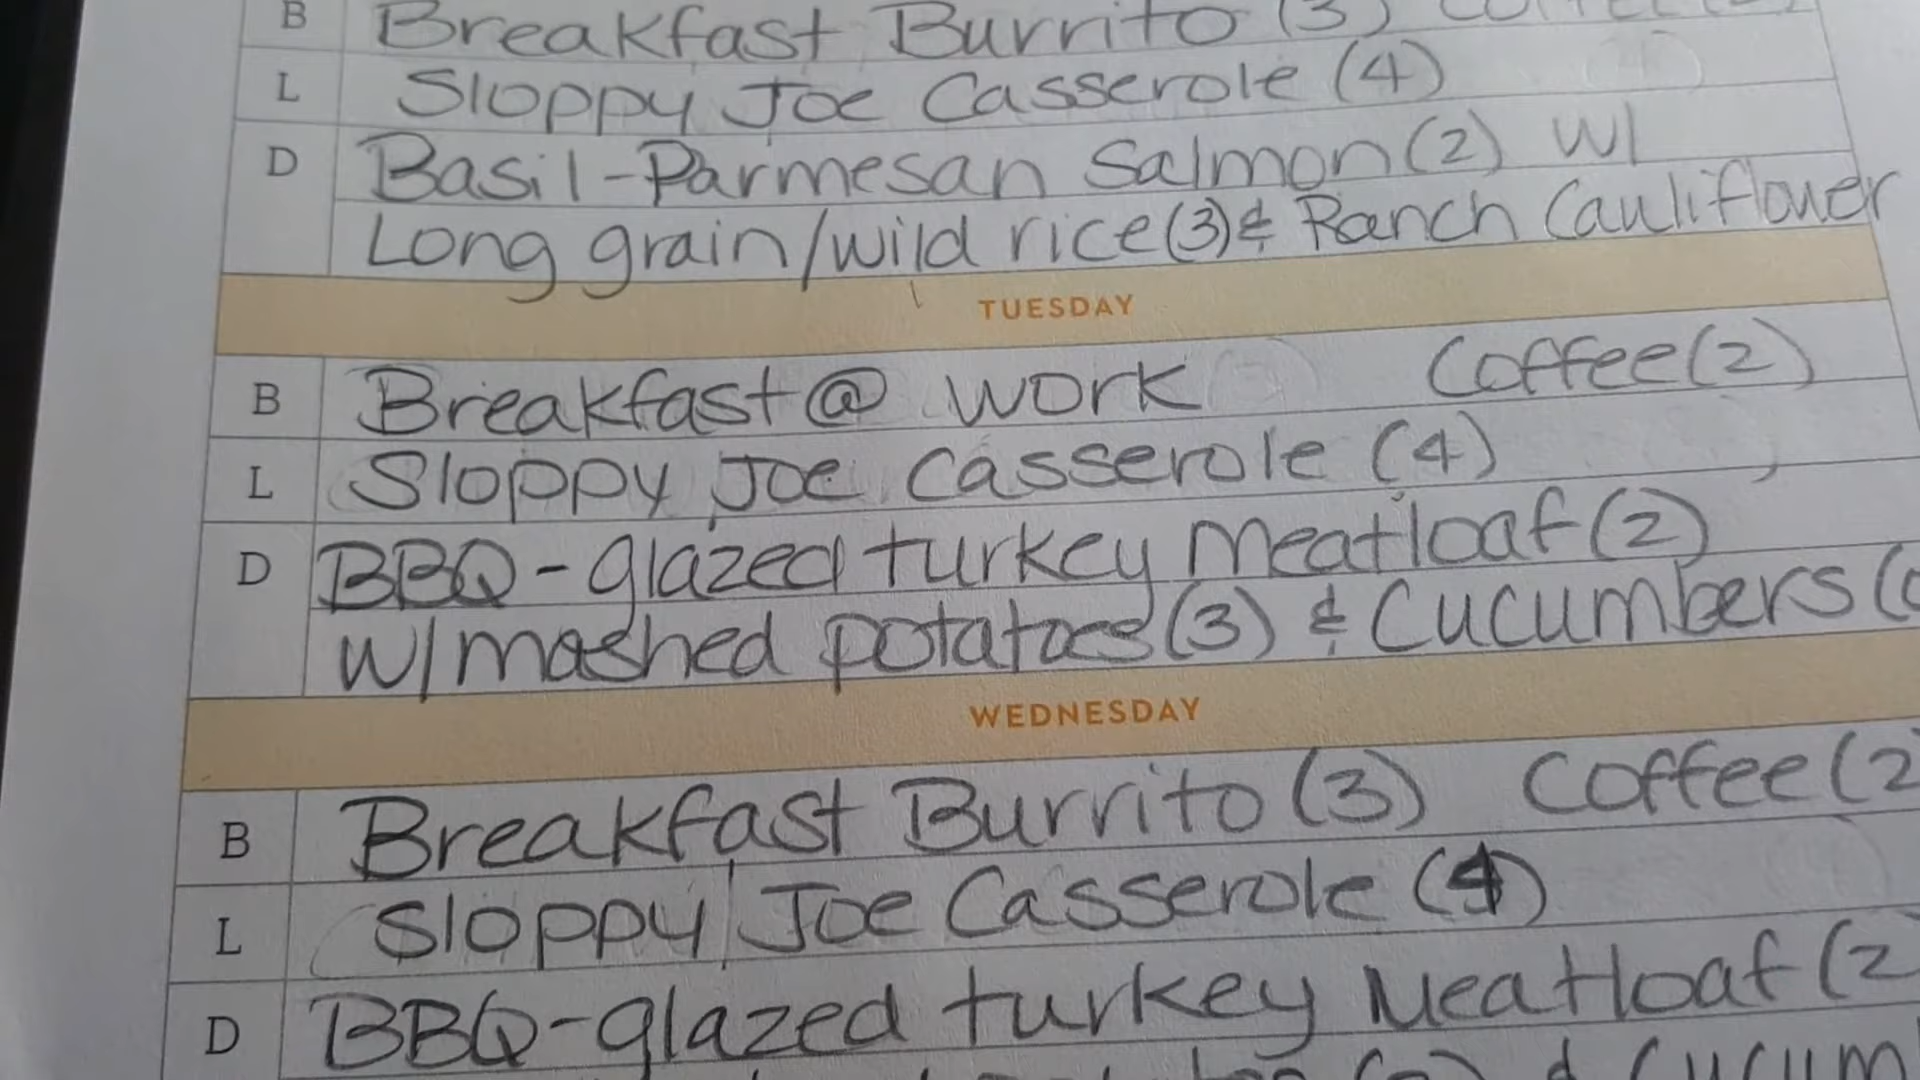 B Breakfast Burrito (3)
L Sloppy Joe Casserole (4)
D Basil-Parmesan Salmon (2) w/
Long grain/wild rice (3) & Ranch Cauliflower
TUESDAY
B Breakfast @ work Coffee (2)
L Sloppy Joe Casserole (4)
D BBQ-glazed turkey Meatloaf (2)
w/mashed potatoes (3) & Cucumbers (
WEDNESDAY
B Breakfast Burrito (3) Coffee (2
L Sloppy Joe Casserole (4)
D BBQ-glazed turkey Meatloaf (2